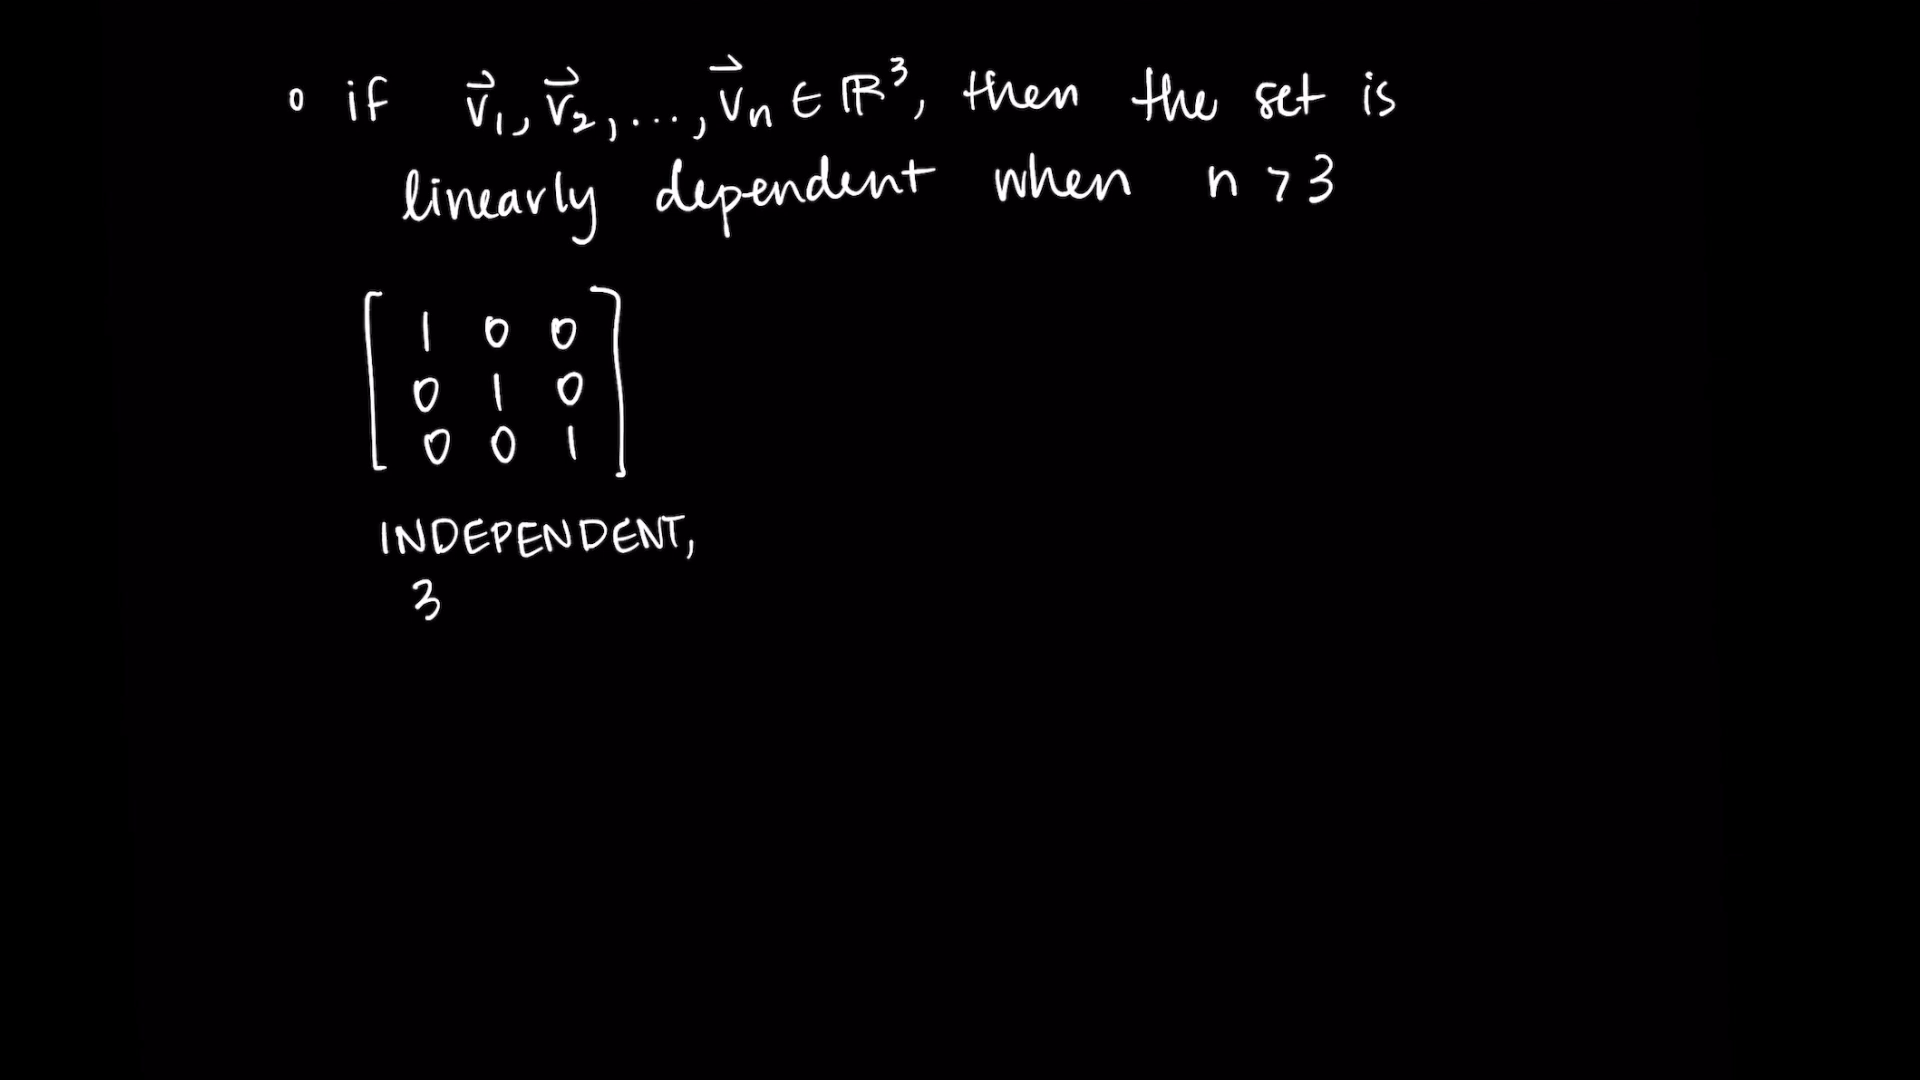 ◦ if v⃗₁, v⃗₂, ..., v⃗ₙ ∈ ℝ³, then the set is
linearly dependent when n > 3
[ 1 0 0
0 1 0
0 0 1 ]
INDEPENDENT,
3